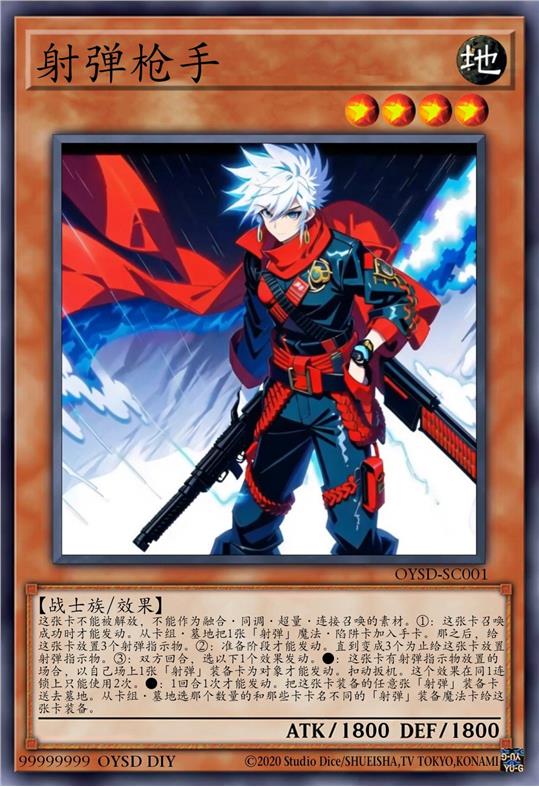 射弹枪手
地
OYSD-SC001
【战士族/效果】
这张卡不能被解放，不能作为融合·同调·超量·连接召唤的素材。①：这张卡召唤
成功时才能发动。从卡组·墓地把1张「射弹」魔法·陷阱卡加入手卡。那之后，给
这张卡放置3个射弹指示物。②：准备阶段才能发动。直到变成3个为止给这张卡放置
射弹指示物。③：双方回合，选以下1个效果发动。●：这张卡有射弹指示物放置的
场合，以自己场上1张「射弹」装备卡为对象才能发动。扣动扳机。这个效果在同1连
锁上只能使用2次。●：1回合1次才能发动。把这张卡装备的任意张「射弹」装备卡
送去墓地。从卡组·墓地选那个数量的和那些卡卡名不同的「射弹」装备魔法卡给这
张卡装备。
ATK/1800 DEF/1800
99999999 OYSD DIY ©2020 Studio Dice/SHUEISHA,TV TOKYO,KONAMI